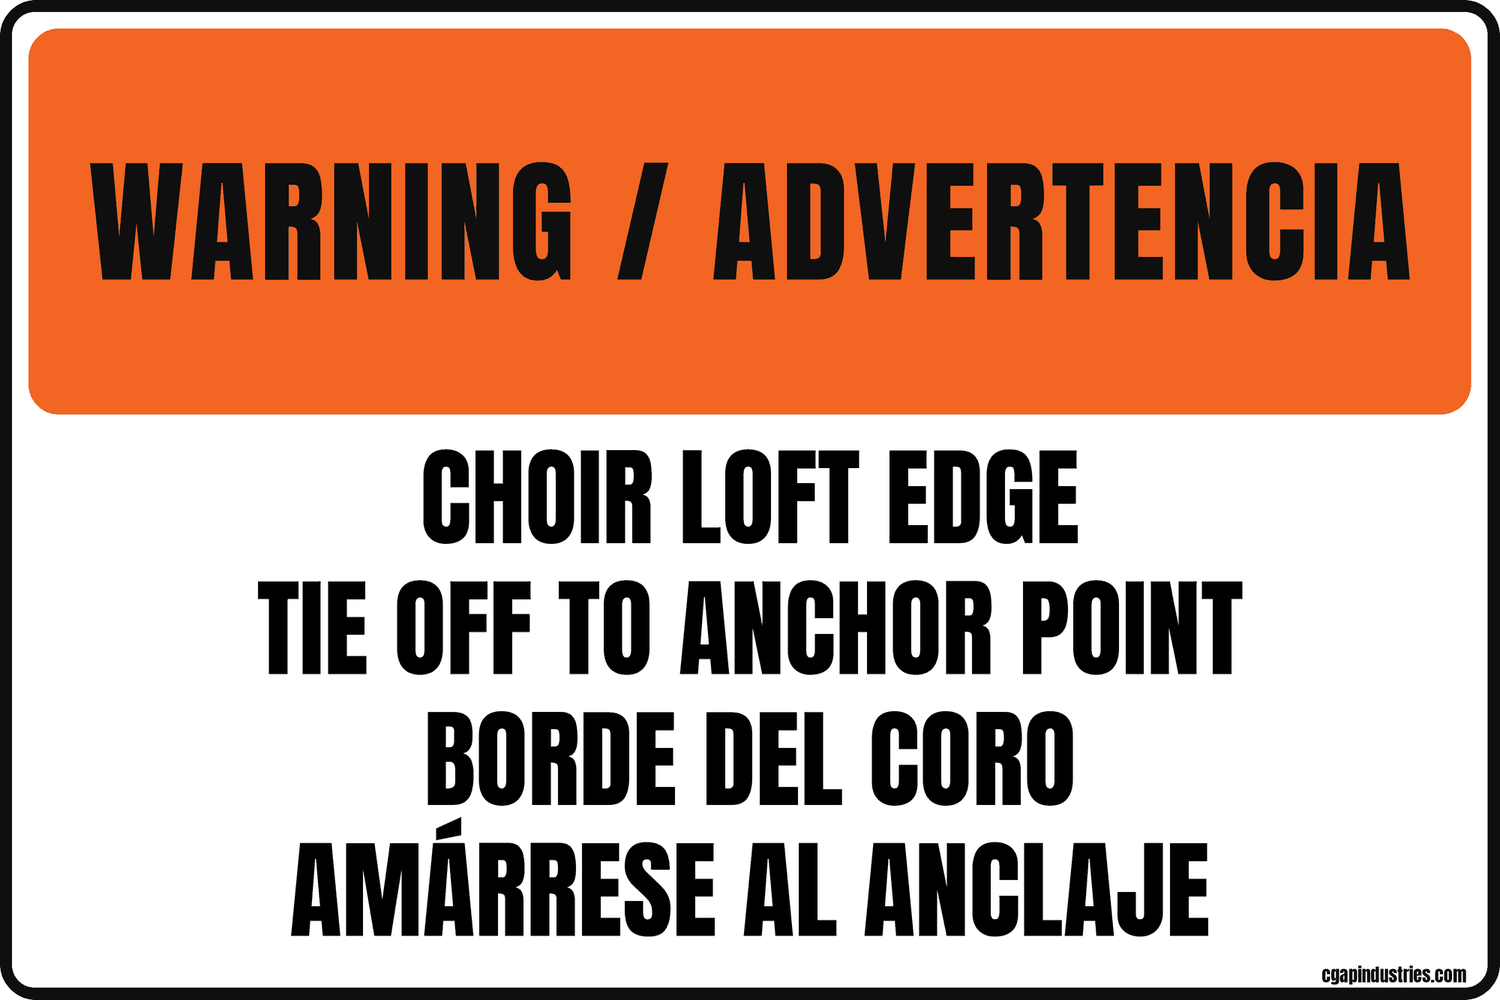 WARNING / ADVERTENCIA
CHOIR LOFT EDGE
TIE OFF TO ANCHOR POINT
BORDE DEL CORO
AMÁRRESE AL ANCLAJE
cgapindustries.com